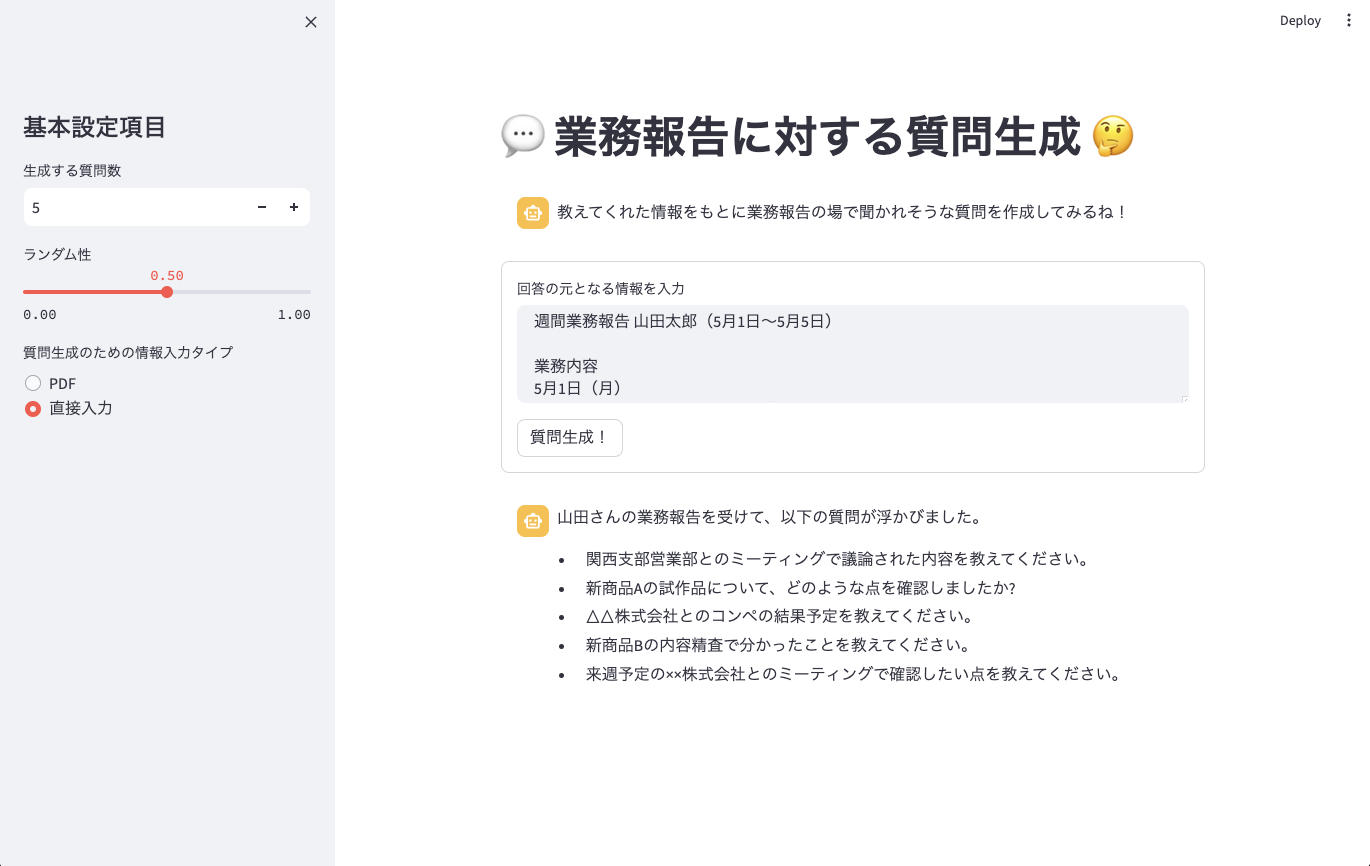 Deploy
基本設定項目
生成する質問数
5
ランダム性
0.50
0.00 1.00
質問生成のための情報入力タイプ
PDF
直接入力
💬業務報告に対する質問生成🤔
教えてくれた情報をもとに業務報告の場で聞かれそうな質問を作成してみるね！
回答の元となる情報を入力
週間業務報告 山田太郎（5月1日〜5月5日）
業務内容
5月1日（月）
質問生成！
山田さんの業務報告を受けて、以下の質問が浮かびました。
• 関西支部営業部とのミーティングで議論された内容を教えてください。
• 新商品Aの試作品について、どのような点を確認しましたか?
• △△株式会社とのコンペの結果予定を教えてください。
• 新商品Bの内容精査で分かったことを教えてください。
• 来週予定の××株式会社とのミーティングで確認したい点を教えてください。